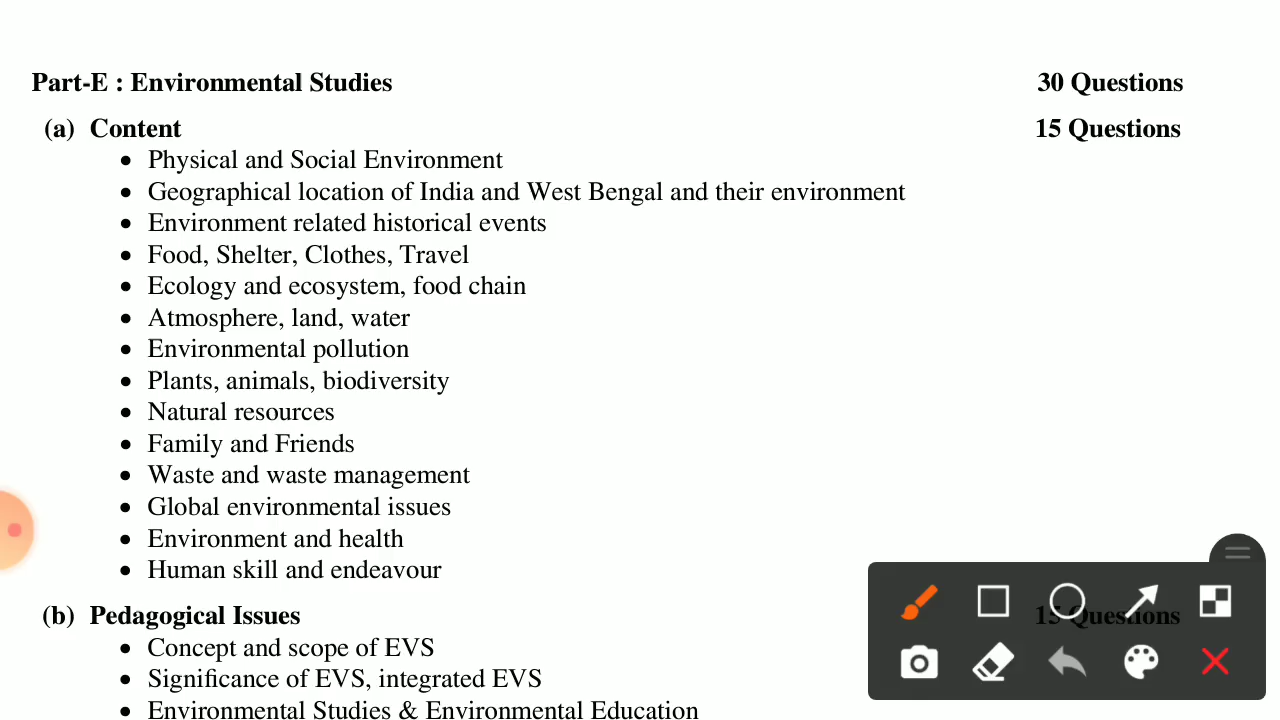 Part-E : Environmental Studies 30 Questions
(a) Content 15 Questions
• Physical and Social Environment
• Geographical location of India and West Bengal and their environment
• Environment related historical events
• Food, Shelter, Clothes, Travel
• Ecology and ecosystem, food chain
• Atmosphere, land, water
• Environmental pollution
• Plants, animals, biodiversity
• Natural resources
• Family and Friends
• Waste and waste management
• Global environmental issues
• Environment and health
• Human skill and endeavour
(b) Pedagogical Issues 15 Questions
• Concept and scope of EVS
• Significance of EVS, integrated EVS
• Environmental Studies & Environmental Education